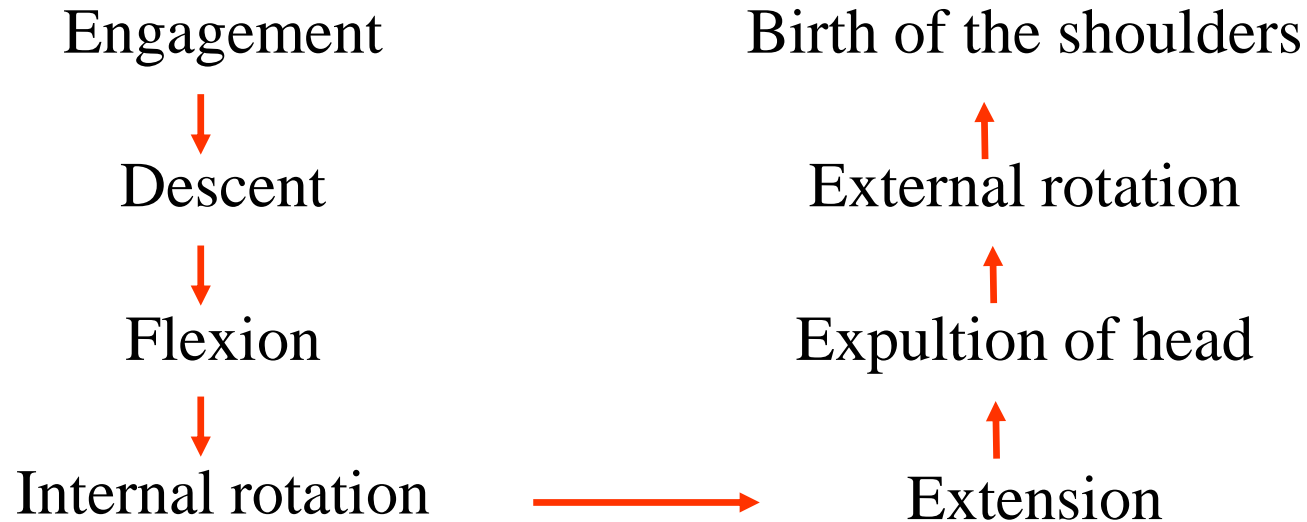 Engagement
Descent
Flexion
Internal rotation
Extension
Expultion of head
External rotation
Birth of the shoulders